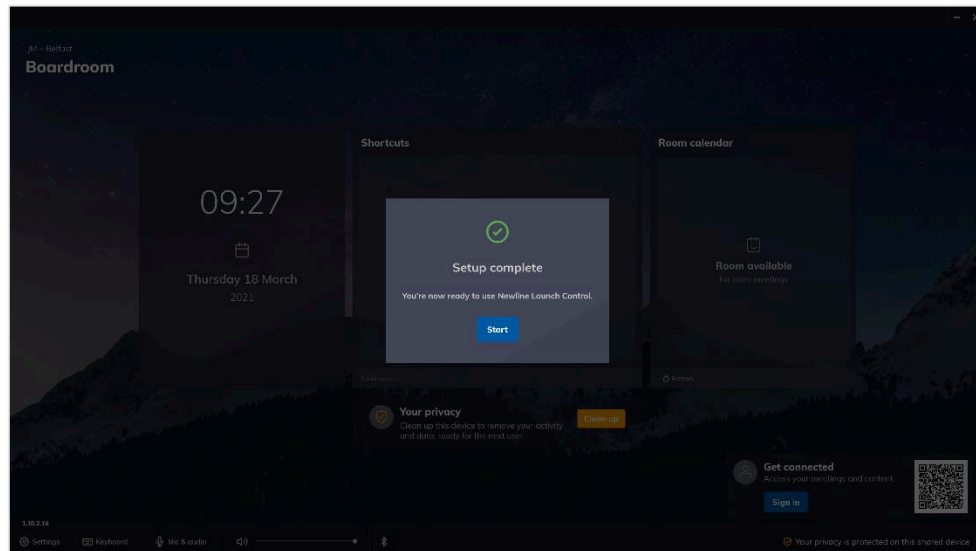 JM - Belfast
Boardroom
09:27
Thursday 18 March
2021
Shortcuts
Room calendar
Room available
No more meetings
Setup complete
You're now ready to use Newline Launch Control.
Start
Refresh
Your privacy
Clean up this device to remove your activity
and data, ready for the next user.
Clean up
Get connected
Access your meetings and content
Sign in
1.10.2.16
Settings
Keyboard
Mic & audio
Your privacy is protected on this shared device